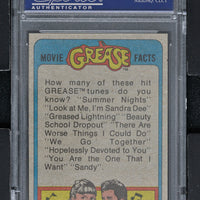 AUTHENTICATOR
MOVIE GREASE FACTS
How many of these hit
GREASE™ tunes do you
know? "Summer Nights"
"Look at Me, I'm Sandra Dee"
"Greased Lightning" Beauty
School Dropout" "There Are
Worse Things I Could Do"
"We Go Together"
"Hopelessly Devoted to You"
"You Are the One That I
Want" "Sandy".